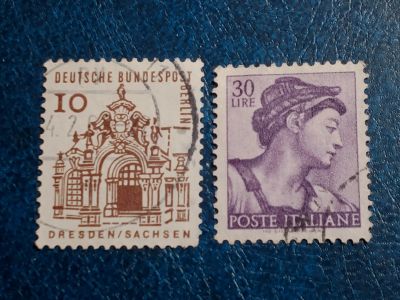 DEUTSCHE BUNDESPOST
BERLIN
10
DRESDEN/SACHSEN
30
LIRE
POSTE ITALIANE